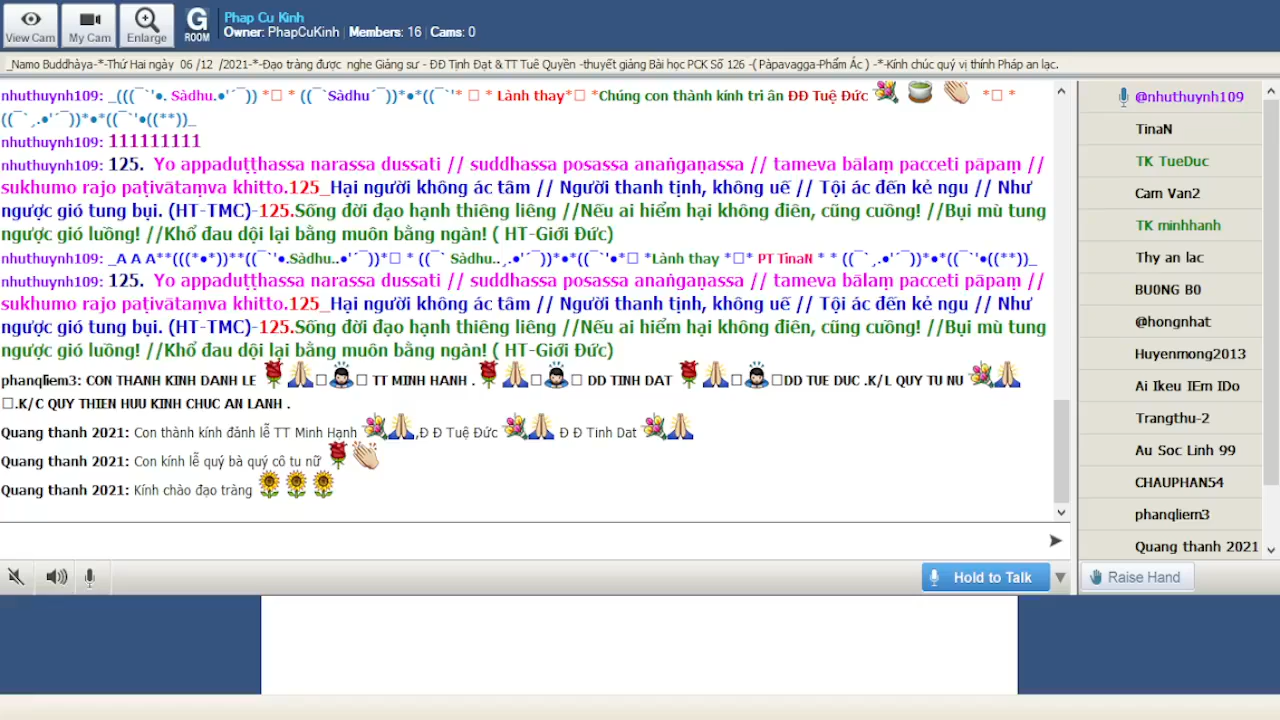 View Cam
My Cam
Enlarge
G
ROOM
Phap Cu Kinh
Owner: PhapCuKinh | Members: 16 | Cams: 0
_Namo Buddhàya-*-Thứ Hai ngày 06 /12 /2021-*-Đạo tràng được nghe Giảng sư - ĐĐ Tịnh Đạt & TT Tuê Quyền -thuyết giảng Bài học PCK Số 126 -( Pàpavagga-Phẩm Ác ) -*-Kính chúc quý vị thính Pháp an lạc.
nhuthuynh109: _(((¯`'•. Sàdhu.•'´¯)) *□ * ((¯`Sàdhu´¯))*•*((¯`'* □ * Lành thay*□ *Chúng con thành kính tri ân ĐĐ Tuệ Đức 💐 🍵 👏 *□ *
((¯`¸.•'´¯))*•*((¯`'•((**))_
nhuthuynh109: 111111111
nhuthuynh109: 125. Yo appaduṭṭhassa narassa dussati // suddhassa posassa anaṅgaṇassa // tameva bālaṃ pacceti pāpaṃ //
sukhumo rajo paṭivātaṃva khitto.125_Hại người không ác tâm // Người thanh tịnh, không uế // Tội ác đến kẻ ngu // Như
ngược gió tung bụi. (HT-TMC)-125.Sống đời đạo hạnh thiêng liêng //Nếu ai hiểm hại không điên, cũng cuồng! //Bụi mù tung
ngược gió luồng! //Khổ đau dội lại bằng muôn bằng ngàn! ( HT-Giới Đức)
nhuthuynh109: _A A A**(((*•*))**((¯`'•.Sàdhu..•'´¯))*□ * ((¯` Sàdhu..¸.•'´¯))*•*((¯`'•*□ *Lành thay *□* PT TinaN * * ((¯`¸.•'´¯))*•*((¯`'•((**))_
nhuthuynh109: 125. Yo appaduṭṭhassa narassa dussati // suddhassa posassa anaṅgaṇassa // tameva bālaṃ pacceti pāpaṃ //
sukhumo rajo paṭivātaṃva khitto.125_Hại người không ác tâm // Người thanh tịnh, không uế // Tội ác đến kẻ ngu // Như
ngược gió tung bụi. (HT-TMC)-125.Sống đời đạo hạnh thiêng liêng //Nếu ai hiểm hại không điên, cũng cuồng! //Bụi mù tung
ngược gió luồng! //Khổ đau dội lại bằng muôn bằng ngàn! ( HT-Giới Đức)
phanqliem3: CON THANH KINH DANH LE 🌹🙏□🙇□ TT MINH HANH . 🌹🙏□🙇□ DD TINH DAT 🌹🙏□🙇□DD TUE DUC .K/L QUY TU NU 💐🙏
□.K/C QUY THIEN HUU KINH CHUC AN LANH .
Quang thanh 2021: Con thành kính đảnh lễ TT Minh Hạnh 💐🙏,Đ Đ Tuệ Đức 💐🙏 Đ Đ Tinh Dat 💐🙏
Quang thanh 2021: Con kính lễ quý bà quý cô tu nữ 🌹👏
Quang thanh 2021: Kính chào đạo tràng 🌻🌻🌻
Hold to Talk
@nhuthuynh109
TinaN
TK TueDuc
Cam Van2
TK minhhanh
Thy an lac
BU0NG B0
@hongnhat
Huyenmong2013
Ai Ikeu IEm IDo
Trangthu-2
Au Soc Linh 99
CHAUPHAN54
phanqliem3
Quang thanh 2021
Raise Hand